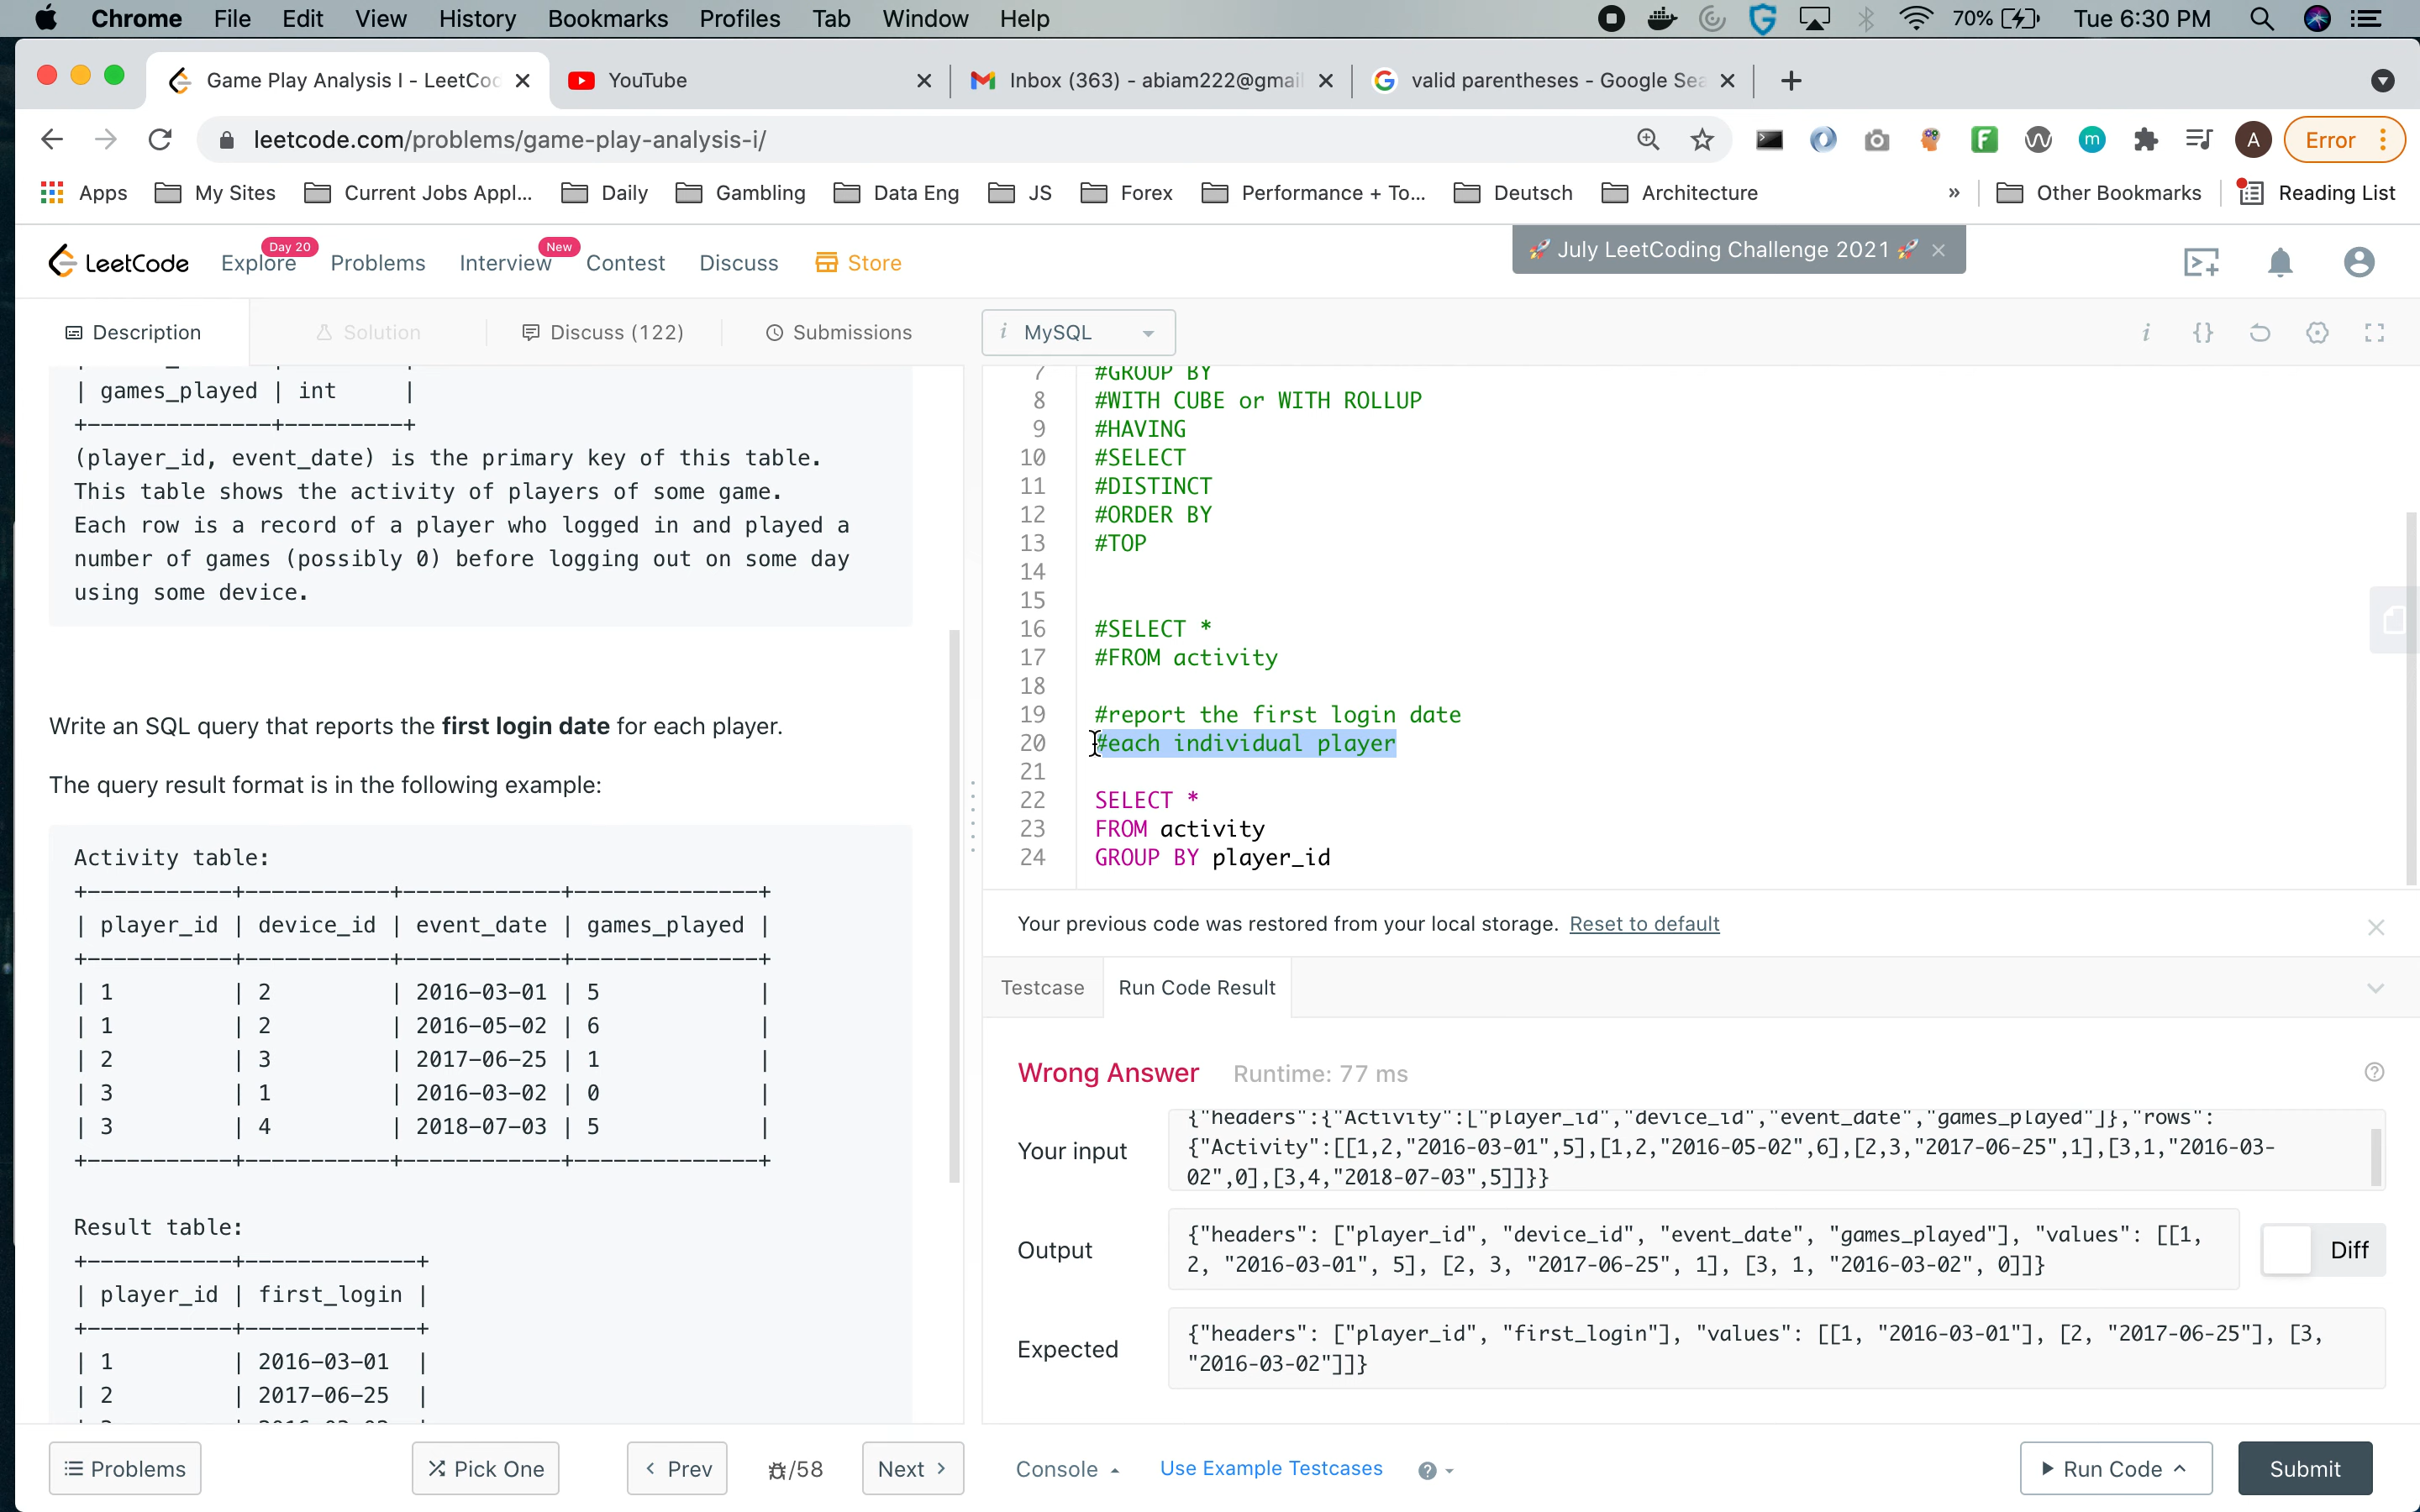 Chrome File Edit View History Bookmarks Profiles Tab Window Help 70% Tue 6:30 PM
Game Play Analysis I - LeetCod YouTube Inbox (363) - abiam222@gmail valid parentheses - Google Sea
leetcode.com/problems/game-play-analysis-i/ A Error
Apps My Sites Current Jobs Appl... Daily Gambling Data Eng JS Forex Performance + To... Deutsch Architecture » Other Bookmarks Reading List
LeetCode Explore Day 20 Problems Interview New Contest Discuss Store July LeetCoding Challenge 2021
Description Solution Discuss (122) Submissions
| games_played | int |
+--------------+---------+
(player_id, event_date) is the primary key of this table.
This table shows the activity of players of some game.
Each row is a record of a player who logged in and played a
number of games (possibly 0) before logging out on some day
using some device.
Write an SQL query that reports the first login date for each player.
The query result format is in the following example:
Activity table:
+-----------+-----------+------------+--------------+
| player_id | device_id | event_date | games_played |
+-----------+-----------+------------+--------------+
| 1 | 2 | 2016-03-01 | 5 |
| 1 | 2 | 2016-05-02 | 6 |
| 2 | 3 | 2017-06-25 | 1 |
| 3 | 1 | 2016-03-02 | 0 |
| 3 | 4 | 2018-07-03 | 5 |
+-----------+-----------+------------+--------------+
Result table:
+-----------+-------------+
| player_id | first_login |
+-----------+-------------+
| 1 | 2016-03-01 |
| 2 | 2017-06-25 |
Problems Pick One Prev /58 Next
i MySQL
7 #GROUP BY
8 #WITH CUBE or WITH ROLLUP
9 #HAVING
10 #SELECT
11 #DISTINCT
12 #ORDER BY
13 #TOP
14
15
16 #SELECT *
17 #FROM activity
18
19 #report the first login date
20 #each individual player
21
22 SELECT *
23 FROM activity
24 GROUP BY player_id
Your previous code was restored from your local storage. Reset to default
Testcase Run Code Result
Wrong Answer Runtime: 77 ms
Your input
{"headers":{"Activity":["player_id","device_id","event_date","games_played"]},"rows":
{"Activity":[[1,2,"2016-03-01",5],[1,2,"2016-05-02",6],[2,3,"2017-06-25",1],[3,1,"2016-03-
02",0],[3,4,"2018-07-03",5]]}}
Output
{"headers": ["player_id", "device_id", "event_date", "games_played"], "values": [[1,
2, "2016-03-01", 5], [2, 3, "2017-06-25", 1], [3, 1, "2016-03-02", 0]]}
Diff
Expected
{"headers": ["player_id", "first_login"], "values": [[1, "2016-03-01"], [2, "2017-06-25"], [3,
"2016-03-02"]]}
Console Use Example Testcases Run Code Submit